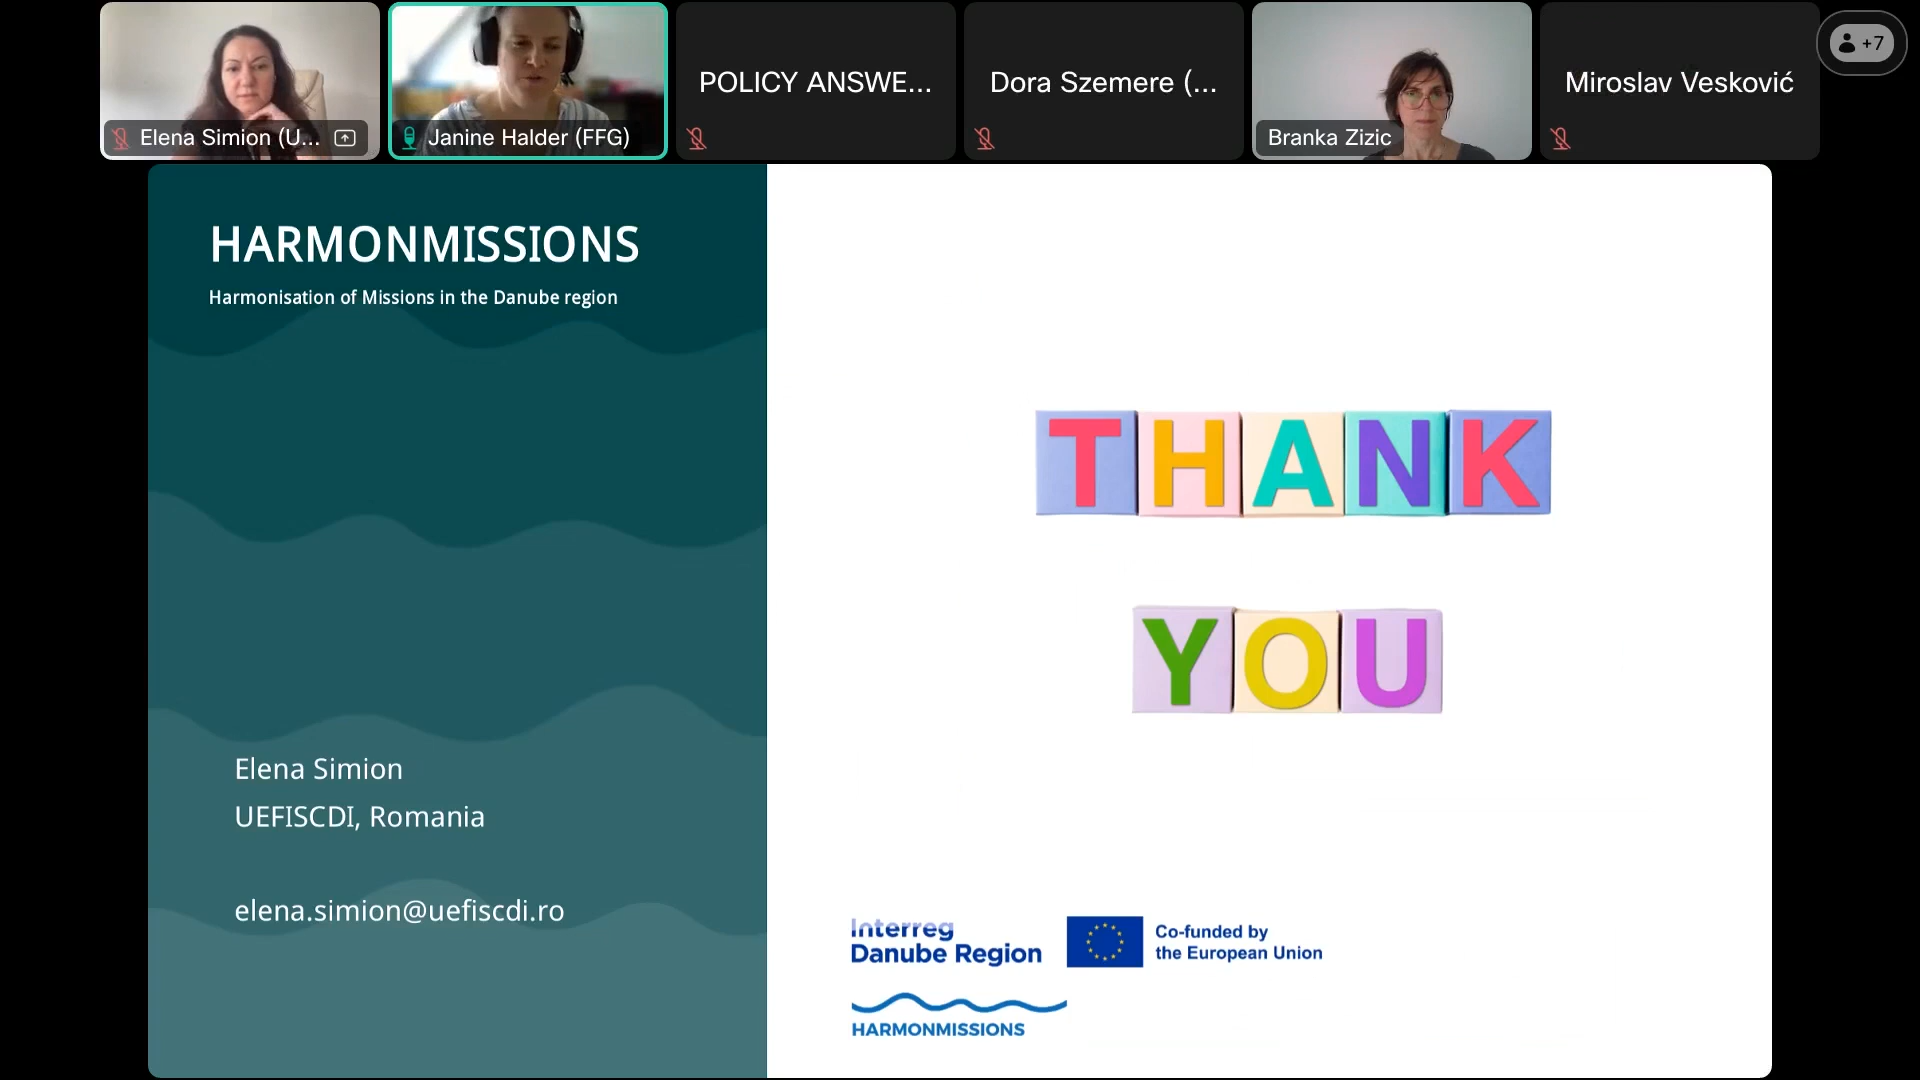 Elena Simion (U...
Janine Halder (FFG)
POLICY ANSWE...
Dora Szemere (...
Branka Zizic
Miroslav Vesković
+7
HARMONMISSIONS
Harmonisation of Missions in the Danube region
THANK
YOU
Elena Simion
UEFISCDI, Romania
elena.simion@uefiscdi.ro
Interreg
Danube Region
Co-funded by
the European Union
HARMONMISSIONS